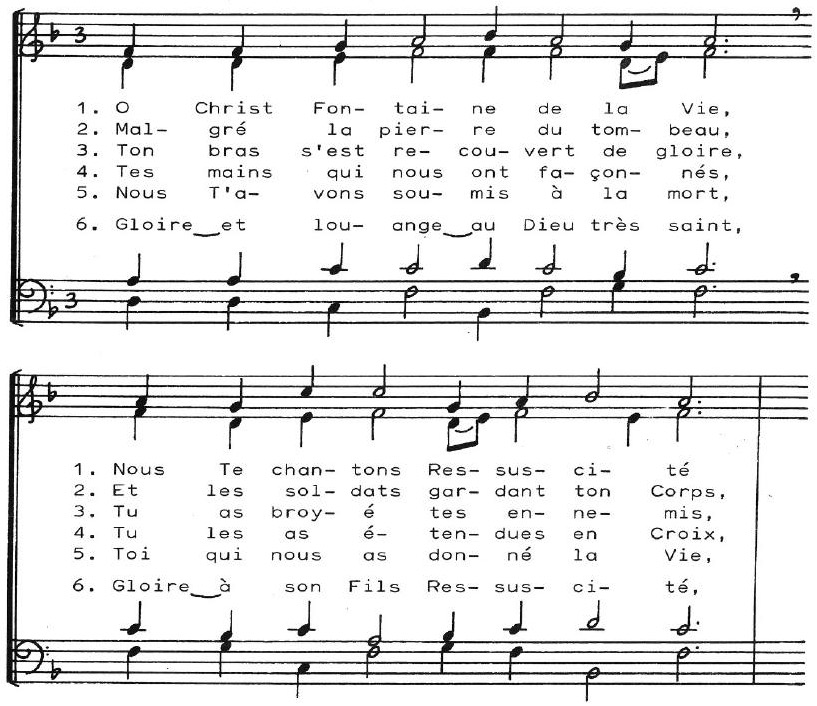 3
1. O Christ Fon- tai- ne de la Vie,
2. Mal- gré la pier- re du tom- beau,
3. Ton bras s'est re- cou- vert de gloire,
4. Tes mains qui nous ont fa- çon- nés,
5. Nous T'a- vons sou- mis à la mort,
6. Gloire‿et lou- ange‿au Dieu très saint,
3
1. Nous Te chan- tons Res- sus- ci- té
2. Et les sol- dats gar- dant ton Corps,
3. Tu as broy- é tes en- ne- mis,
4. Tu les as é- ten- dues en Croix,
5. Toi qui nous as don- né la Vie,
6. Gloire‿à son Fils Res- sus- ci- té,